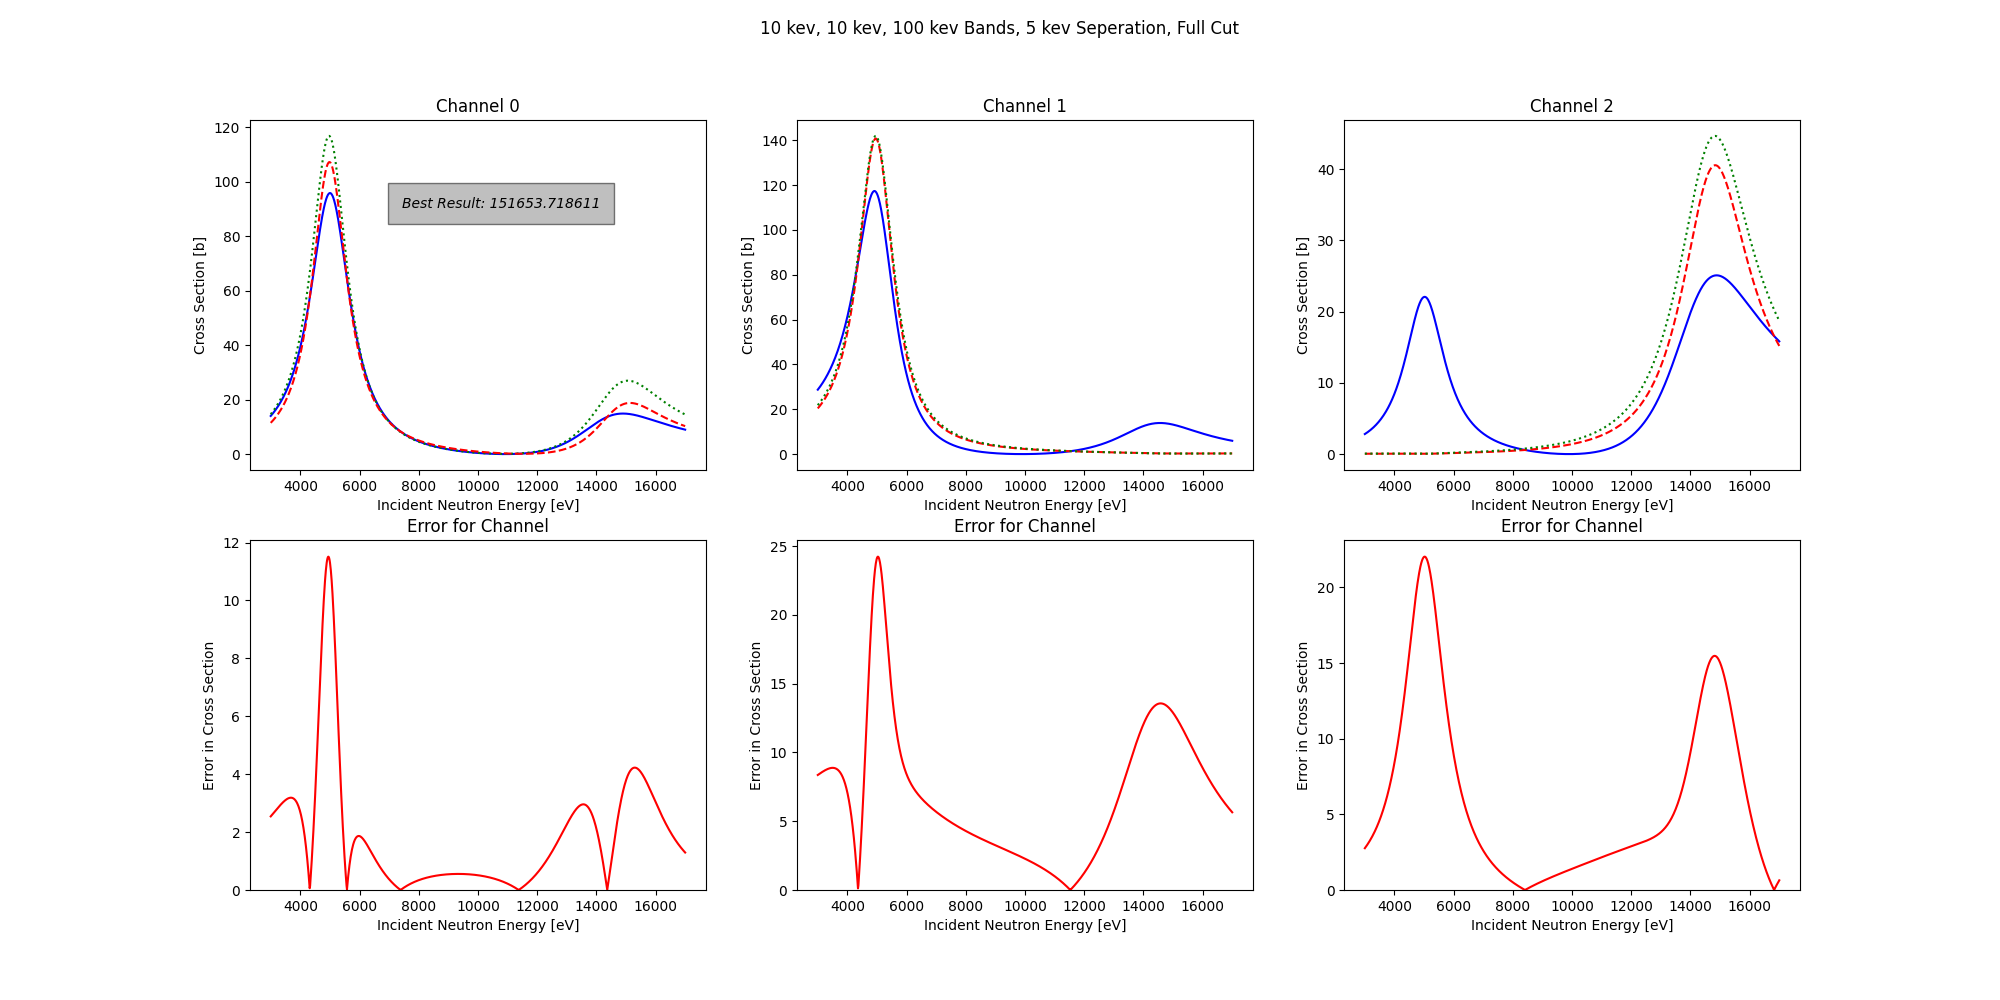 10 kev, 10 kev, 100 kev Bands, 5 kev Seperation, Full Cut
Channel 0
Cross Section [b]
0
20
40
60
80
100
120
Best Result: 151653.718611
4000 6000 8000 10000 12000 14000 16000
Incident Neutron Energy [eV]
Channel 1
Cross Section [b]
0
20
40
60
80
100
120
140
4000 6000 8000 10000 12000 14000 16000
Incident Neutron Energy [eV]
Channel 2
Cross Section [b]
0
10
20
30
40
4000 6000 8000 10000 12000 14000 16000
Incident Neutron Energy [eV]
Error for Channel
Error in Cross Section
0
2
4
6
8
10
12
4000 6000 8000 10000 12000 14000 16000
Incident Neutron Energy [eV]
Error for Channel
Error in Cross Section
0
5
10
15
20
25
4000 6000 8000 10000 12000 14000 16000
Incident Neutron Energy [eV]
Error for Channel
Error in Cross Section
0
5
10
15
20
4000 6000 8000 10000 12000 14000 16000
Incident Neutron Energy [eV]